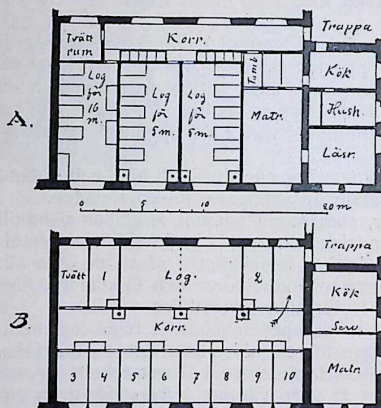 Trappa
Tvätt
rum
Korr.
Kök
Log
för
16
m.
Log
för
5 m.
Log
för
5 m.
Tamb.
Matr.
Hush.
Läsr.
A.
0 5 10 20 m
Trappa
Tvätt 1 Log. 2
Kök
B
Korr.
Serv
Matr.
3 4 5 6 7 8 9 10